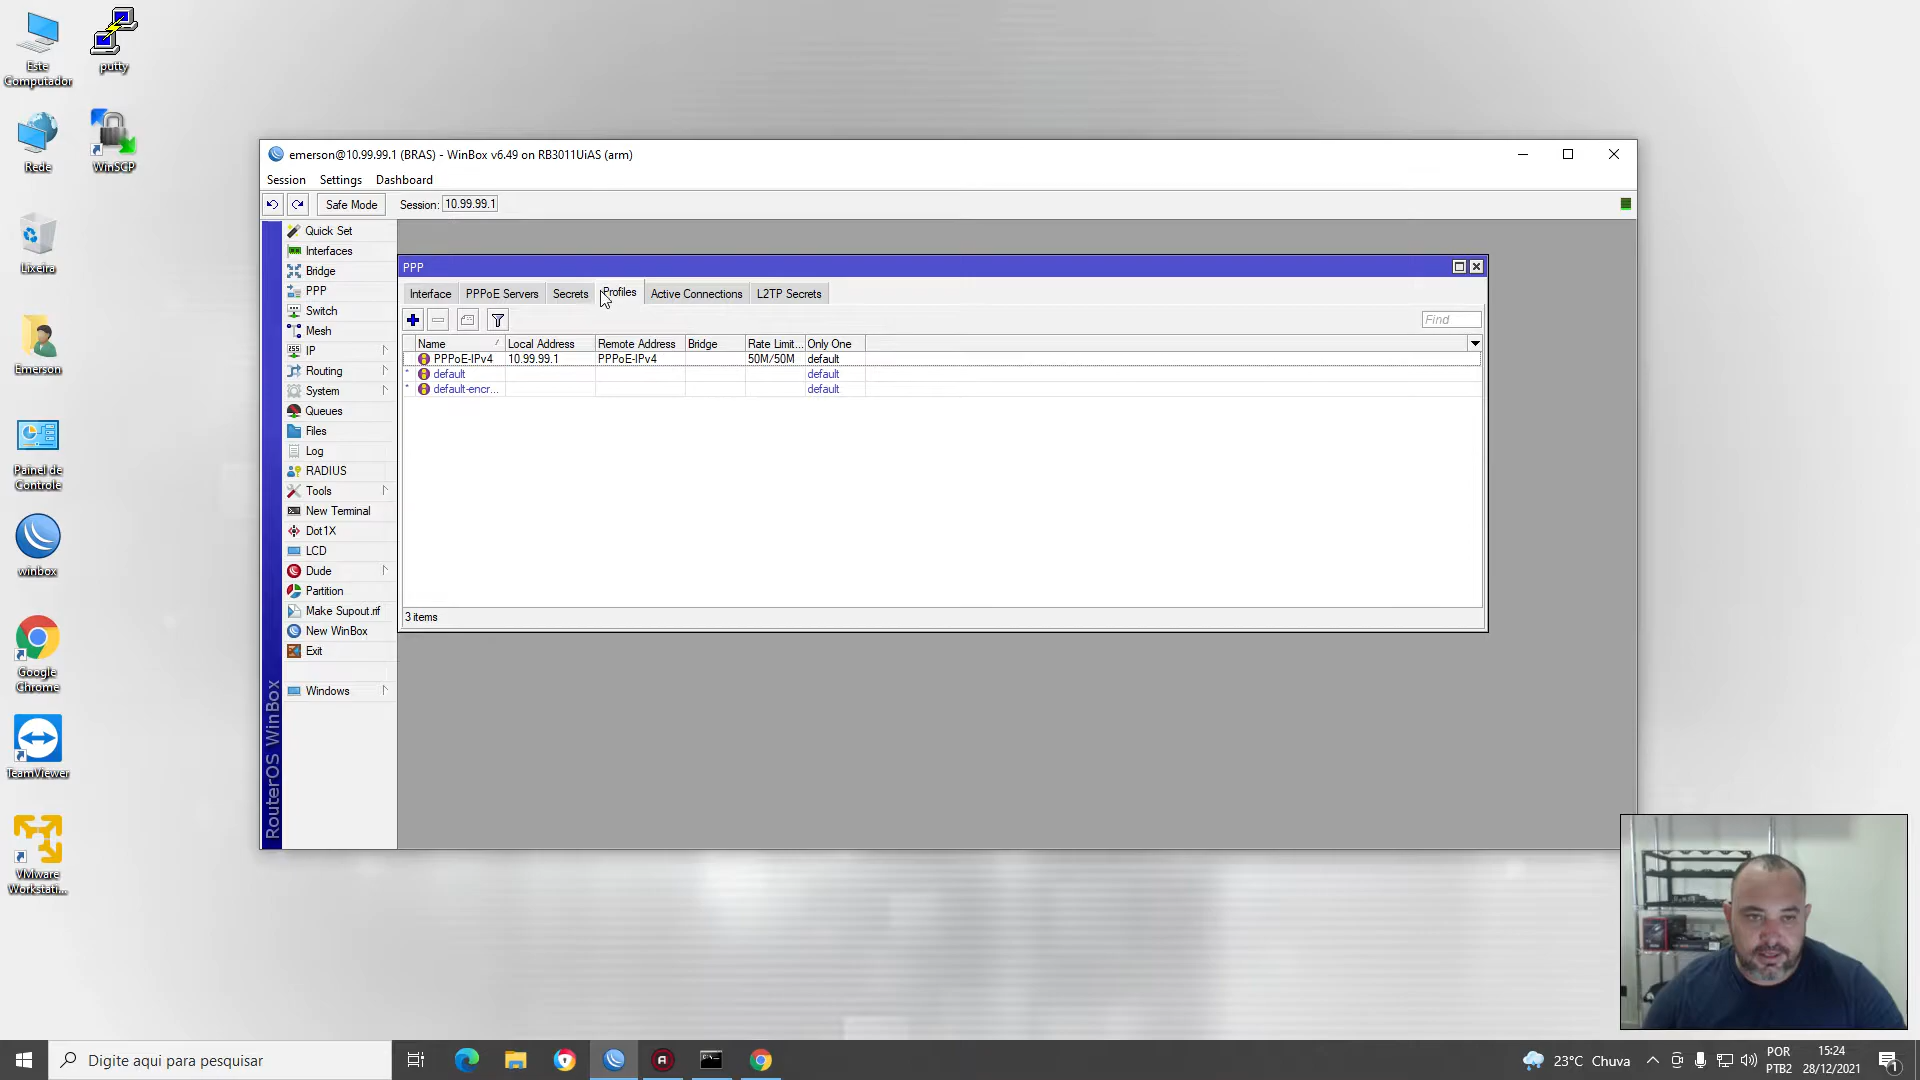 Este
Computador
putty
Rede
WinSCP
Lixeira
Emerson
Painel de
Controle
winbox
Google
Chrome
TeamViewer
VMware
Workstati...
emerson@10.99.99.1 (BRAS) - WinBox v6.49 on RB3011UiAS (arm)
Session Settings Dashboard
Safe Mode Session: 10.99.99.1
RouterOS WinBox
Quick Set
Interfaces
Bridge
PPP
Switch
Mesh
255 IP
Routing
System
Queues
Files
Log
RADIUS
Tools
New Terminal
Dot1X
LCD
Dude
Partition
Make Supout.rif
New WinBox
Exit
Windows
PPP
Interface PPPoE Servers Secrets Profiles Active Connections L2TP Secrets
Find
Name Local Address Remote Address Bridge Rate Limit... Only One
PPPoE-IPv4 10.99.99.1 PPPoE-IPv4 50M/50M default
* default default
* default-encr... default
3 items
Digite aqui para pesquisar
23°C Chuva
POR
PTB2
15:24
28/12/2021
1